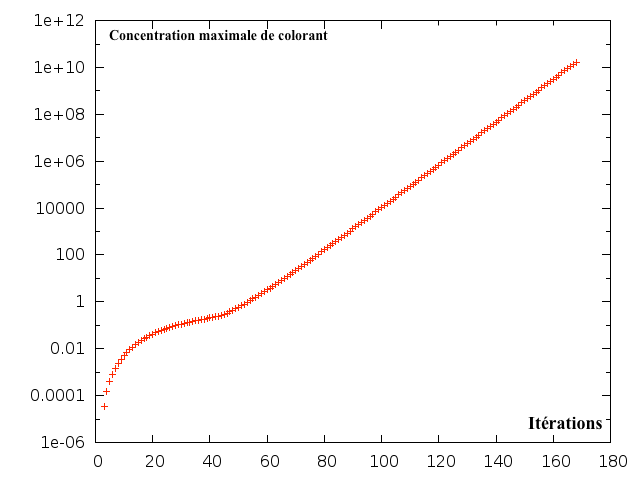 1e+12
Concentration maximale de colorant
1e+10
1e+08
1e+06
10000
100
1
0.01
0.0001
Itérations
1e-06
0 20 40 60 80 100 120 140 160 180